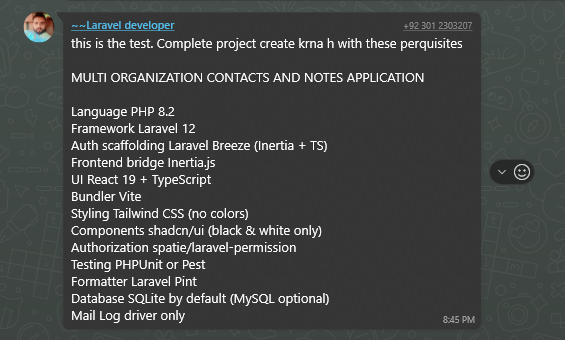 ~~Laravel developer
+92 301 2303207
this is the test. Complete project create krna h with these perquisites
MULTI ORGANIZATION CONTACTS AND NOTES APPLICATION
Language PHP 8.2
Framework Laravel 12
Auth scaffolding Laravel Breeze (Inertia + TS)
Frontend bridge Inertia.js
UI React 19 + TypeScript
Bundler Vite
Styling Tailwind CSS (no colors)
Components shadcn/ui (black & white only)
Authorization spatie/laravel-permission
Testing PHPUnit or Pest
Formatter Laravel Pint
Database SQLite by default (MySQL optional)
Mail Log driver only
8:45 PM